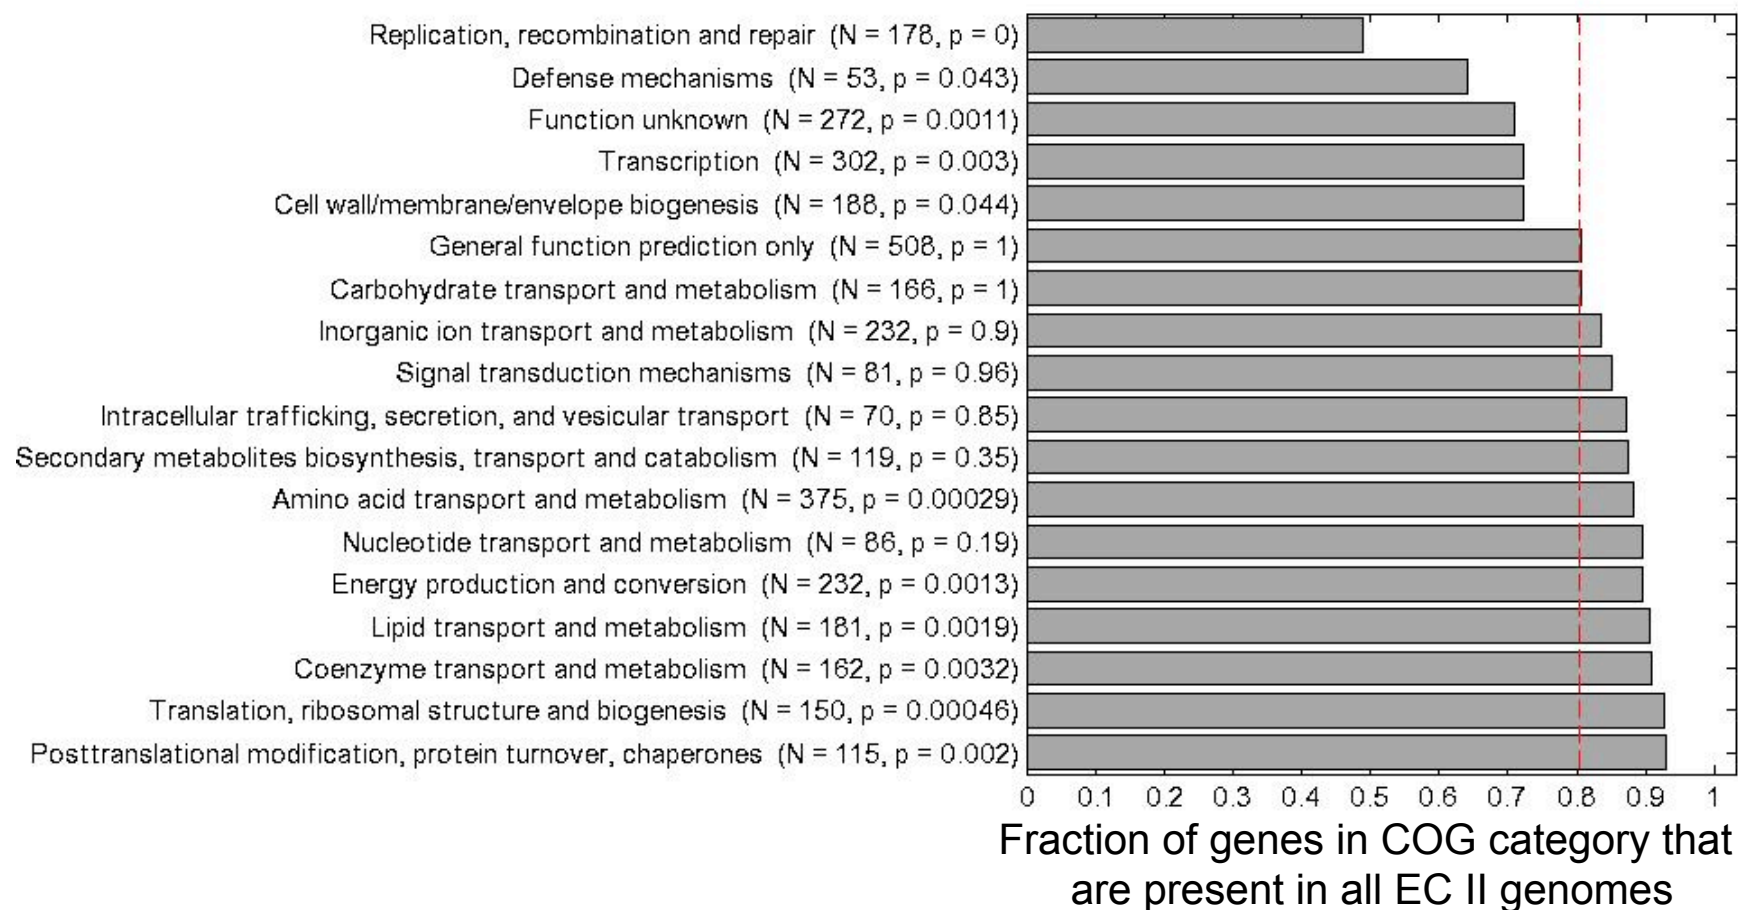 Replication, recombination and repair (N = 178, p = 0)
Defense mechanisms (N = 53, p = 0.043)
Function unknown (N = 272, p = 0.0011)
Transcription (N = 302, p = 0.003)
Cell wall/membrane/envelope biogenesis (N = 188, p = 0.044)
General function prediction only (N = 508, p = 1)
Carbohydrate transport and metabolism (N = 166, p = 1)
Inorganic ion transport and metabolism (N = 232, p = 0.9)
Signal transduction mechanisms (N = 81, p = 0.96)
Intracellular trafficking, secretion, and vesicular transport (N = 70, p = 0.85)
Secondary metabolites biosynthesis, transport and catabolism (N = 119, p = 0.35)
Amino acid transport and metabolism (N = 375, p = 0.00029)
Nucleotide transport and metabolism (N = 86, p = 0.19)
Energy production and conversion (N = 232, p = 0.0013)
Lipid transport and metabolism (N = 181, p = 0.0019)
Coenzyme transport and metabolism (N = 162, p = 0.0032)
Translation, ribosomal structure and biogenesis (N = 150, p = 0.00046)
Posttranslational modification, protein turnover, chaperones (N = 115, p = 0.002)
0 0.1 0.2 0.3 0.4 0.5 0.6 0.7 0.8 0.9 1
Fraction of genes in COG category that
are present in all EC II genomes